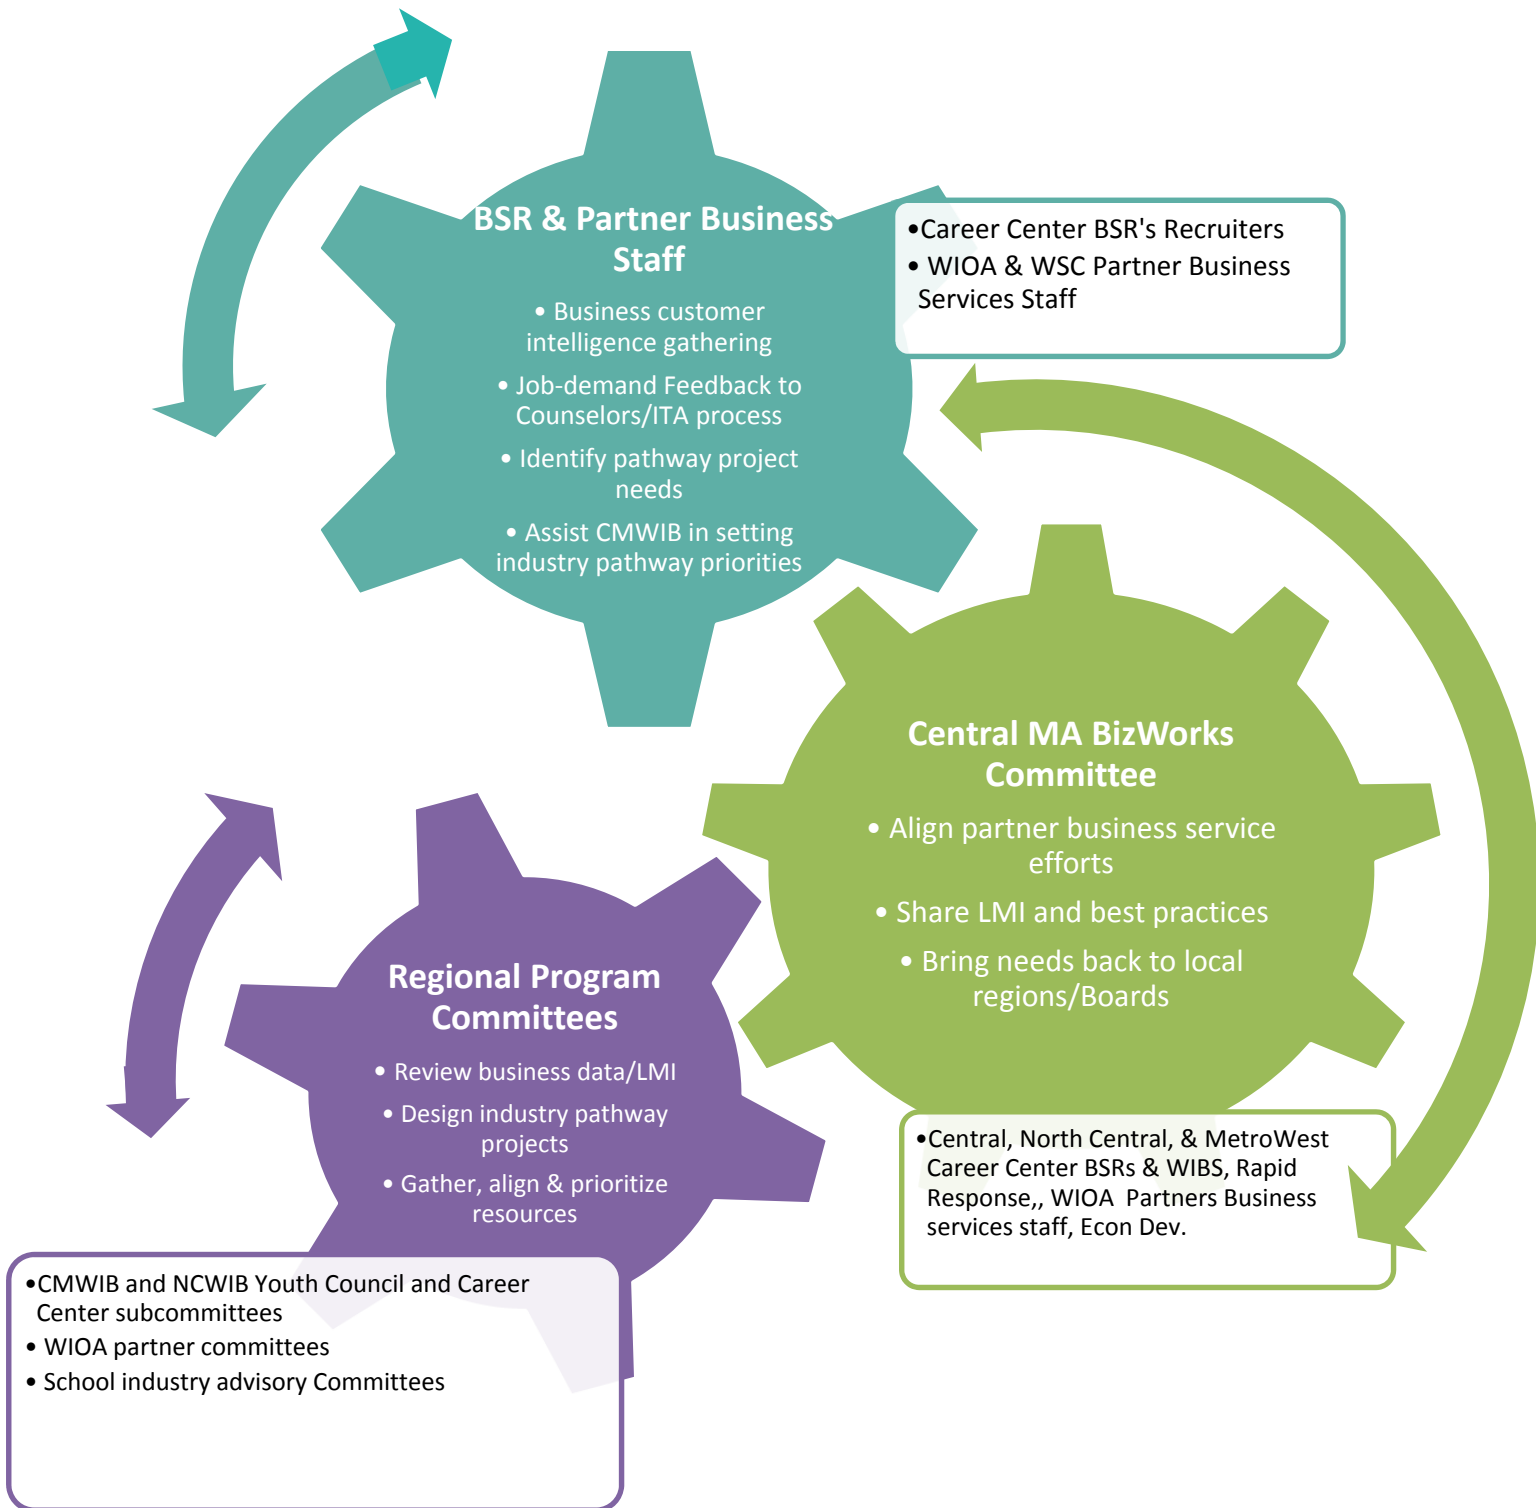 BSR & Partner Business
Staff
• Business customer
intelligence gathering
• Job-demand Feedback to
Counselors/ITA process
• Identify pathway project
needs
• Assist CMWIB in setting
industry pathway priorities
•Career Center BSR's Recruiters
• WIOA & WSC Partner Business
Services Staff
Central MA BizWorks
Committee
• Align partner business service
efforts
• Share LMI and best practices
• Bring needs back to local
regions/Boards
•Central, North Central, & MetroWest
Career Center BSRs & WIBS, Rapid
Response,, WIOA Partners Business
services staff, Econ Dev.
Regional Program
Committees
• Review business data/LMI
• Design industry pathway
projects
• Gather, align & prioritize
resources
•CMWIB and NCWIB Youth Council and Career
Center subcommittees
• WIOA partner committees
• School industry advisory Committees